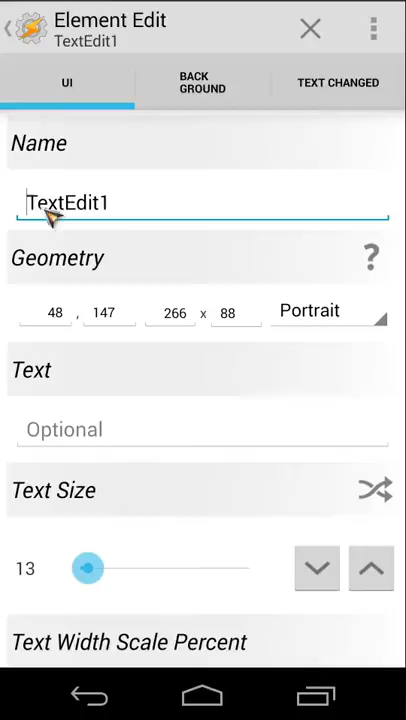 Element Edit
TextEdit1
UI
BACK
GROUND
TEXT CHANGED
Name
TextEdit1
Geometry
?
48 , 147 266 x 88 Portrait
Text
Optional
Text Size
13
Text Width Scale Percent